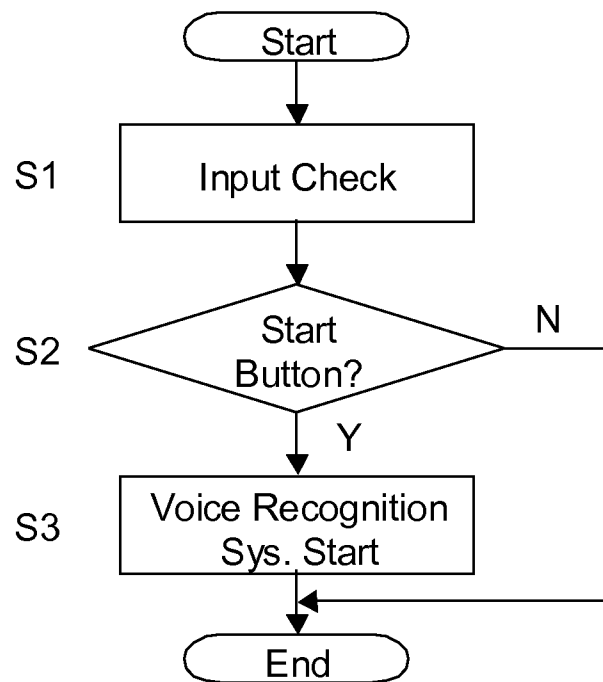 Start
S1
Input Check
S2
Start
Button?
N
Y
S3
Voice Recognition
Sys. Start
End